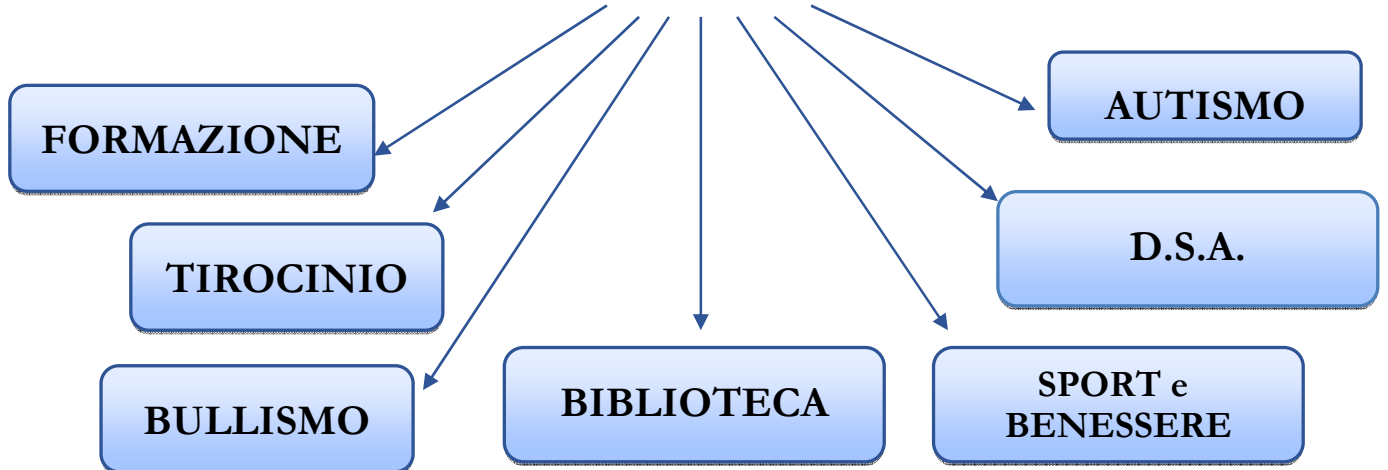 FORMAZIONE
AUTISMO
TIROCINIO
D.S.A.
BULLISMO
BIBLIOTECA
SPORT e
BENESSERE